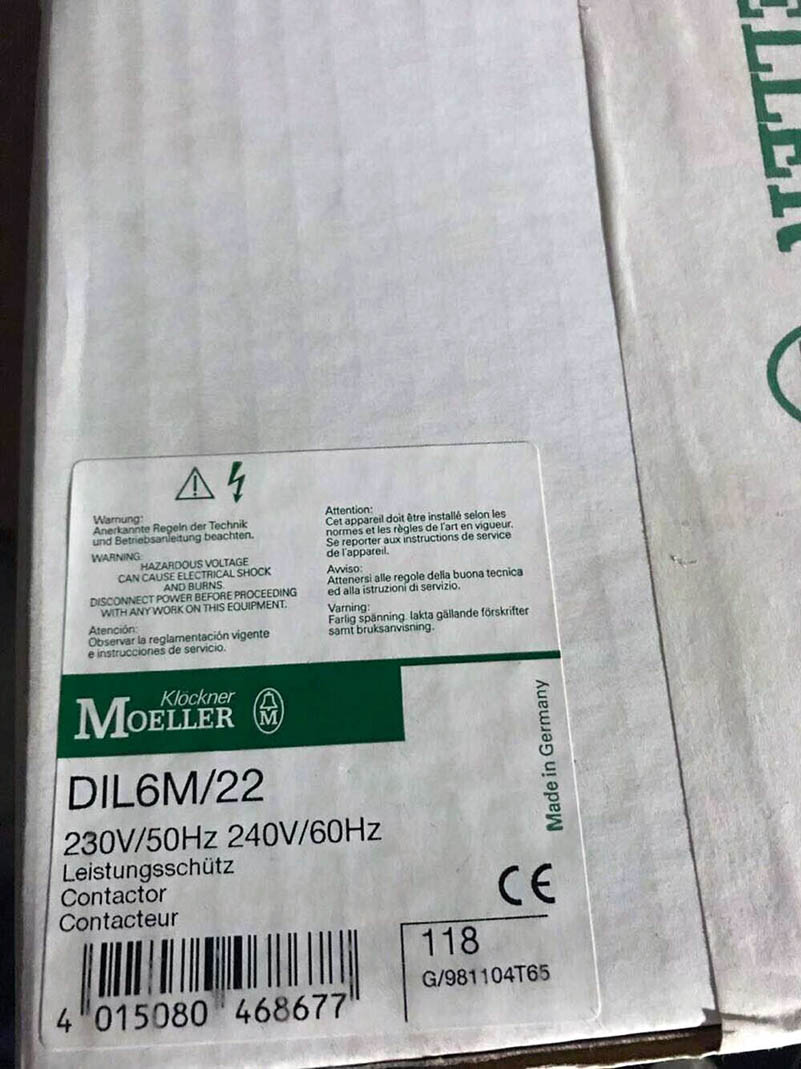 ELLER
Warnung:
Anerkannte Regeln der Technik
und Betriebsanleitung beachten.
WARNING:
HAZARDOUS VOLTAGE
CAN CAUSE ELECTRICAL SHOCK
AND BURNS.
DISCONNECT POWER BEFORE PROCEEDING
WITH ANY WORK ON THIS EQUIPMENT.
Atención:
Observar la reglamentación vigente
e instrucciones de servicio.
Attention:
Cet appareil doit être installé selon les
normes et les règles de l'art en vigueur.
Se reporter aux instructions de service
de l'appareil.
Avviso:
Attenersi alle regole della buona tecnica
ed alla istruzioni di servizio.
Varning:
Farlig spänning. Iakta gällande förskrifter
samt bruksanvisning.
Klöckner
MOELLER
M
Made in Germany
DIL6M/22
230V/50Hz 240V/60Hz
Leistungsschütz
Contactor
Contacteur
CE
4 015080 468677
118
G/981104T65